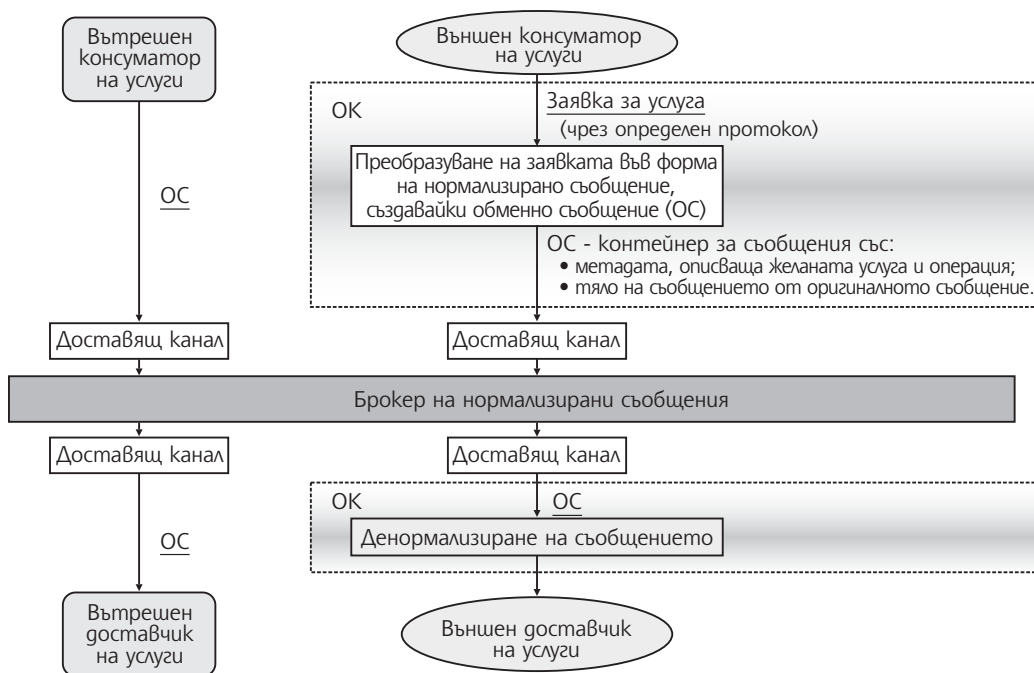 Вътрешен
консуматор
на услуги
Външен консуматор
на услуги
ОК
Заявка за услуга
(чрез определен протокол)
Преобразуване на заявката във форма
на нормализирано съобщение,
създавайки обменно съобщение (ОС)
ОС
ОС - контейнер за съобщения със:
• метадата, описваща желаната услуга и операция;
• тяло на съобщението от оригиналното съобщение.
Доставящ канал
Доставящ канал
Брокер на нормализирани съобщения
Доставящ канал
Доставящ канал
ОК
ОС
Денормализиране на съобщението
ОС
Вътрешен
доставчик
на услуги
Външен доставчик
на услуги